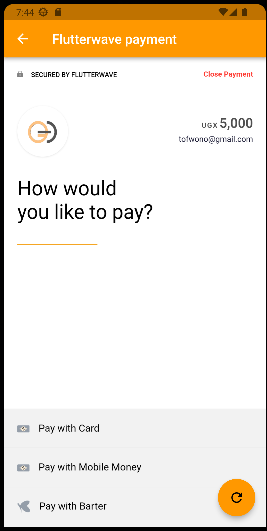 7:44
Flutterwave payment
SECURED BY FLUTTERWAVE
Close Payment
UGX 5,000
tofwono@gmail.com
How would
you like to pay?
Pay with Card
Pay with Mobile Money
Pay with Barter